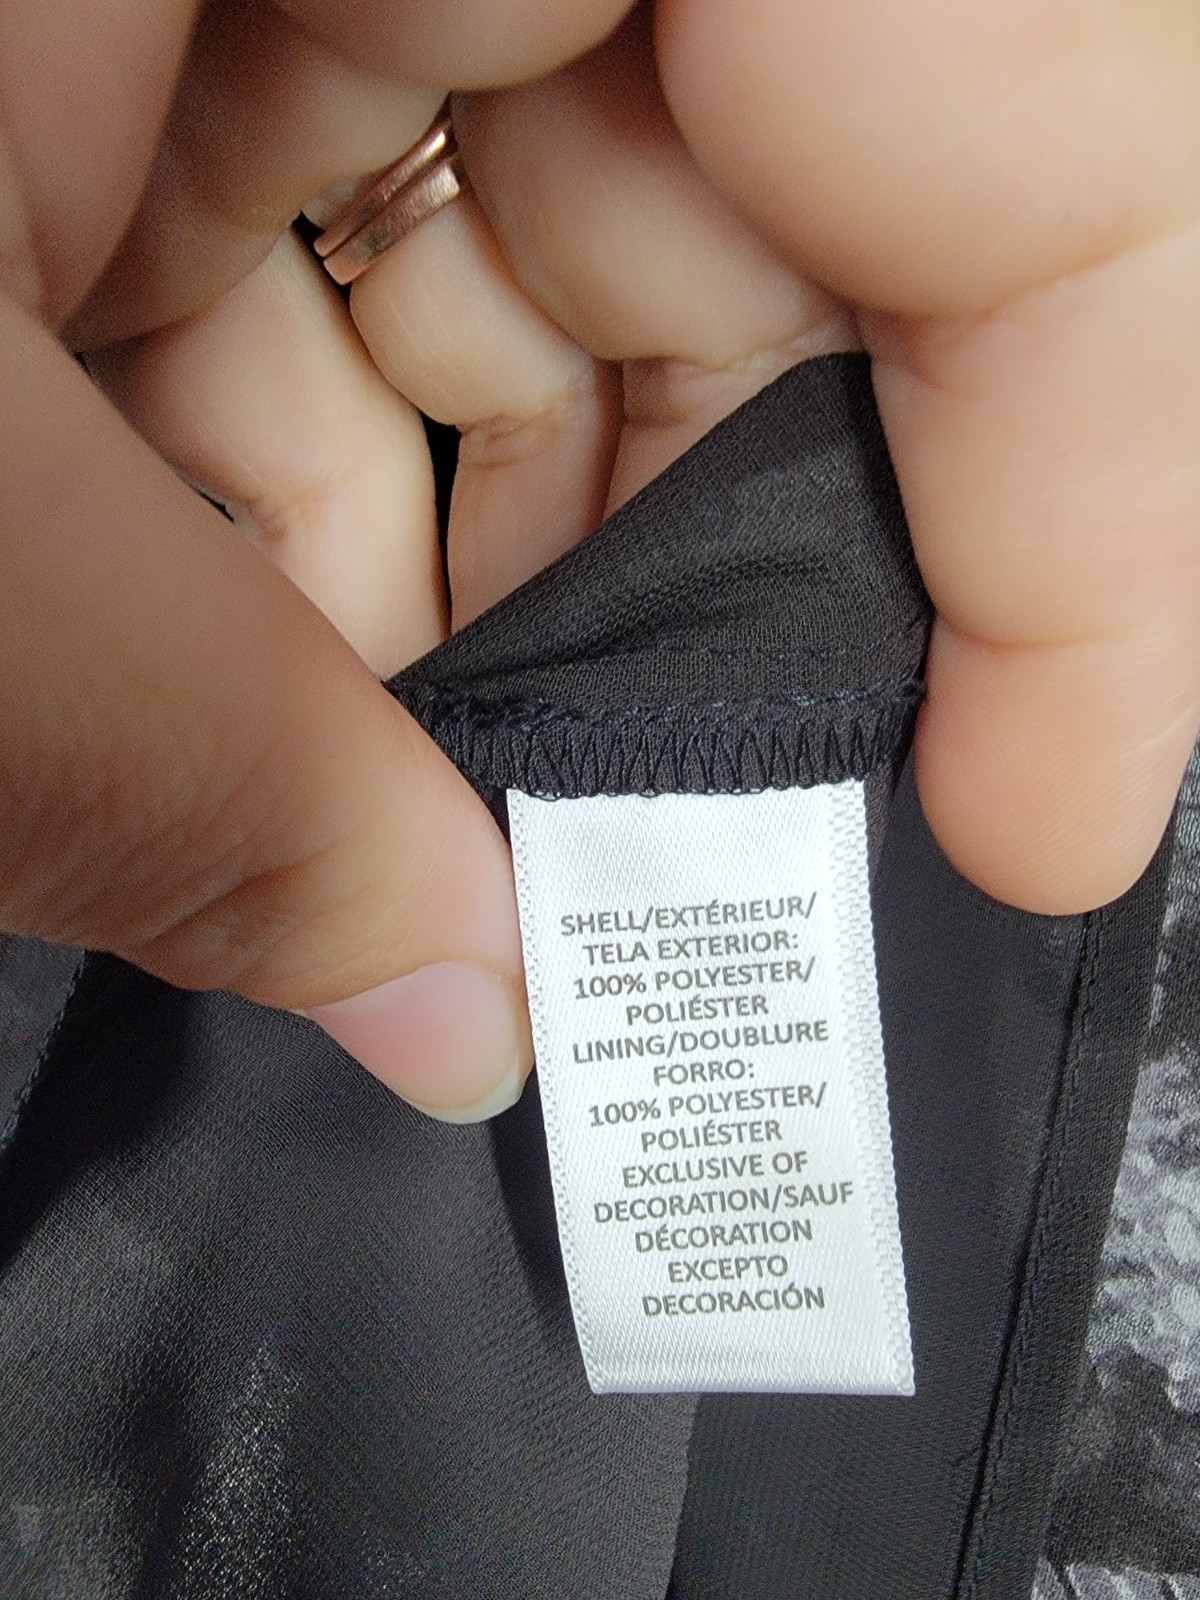 SHELL/EXTÉRIEUR/
TELA EXTERIOR:
100% POLYESTER/
POLIÉSTER
LINING/DOUBLURE
FORRO:
100% POLYESTER/
POLIÉSTER
EXCLUSIVE OF
DECORATION/SAUF
DÉCORATION
EXCEPTO
DECORACIÓN